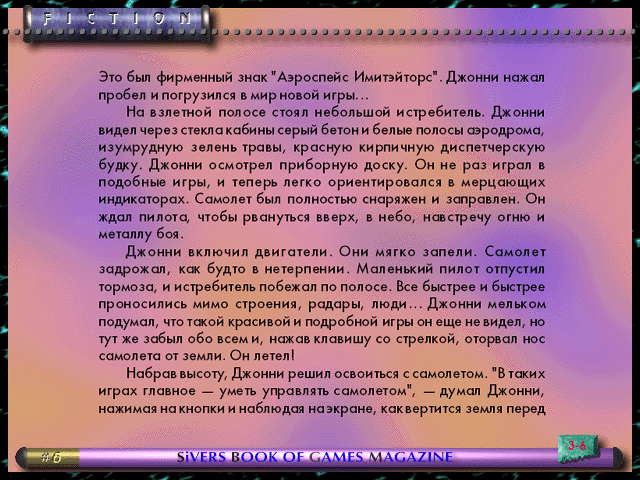 FICTION
Это был фирменный знак "Аэроспейс Имитэйторс". Джонни нажал
пробел и погрузился в мир новой игры...
На взлетной полосе стоял небольшой истребитель. Джонни
видел через стекла кабины серый бетон и белые полосы аэродрома,
изумрудную зелень травы, красную кирпичную диспетчерскую
будку. Джонни осмотрел приборную доску. Он не раз играл в
подобные игры, и теперь легко ориентировался в мерцающих
индикаторах. Самолет был полностью снаряжен и заправлен. Он
ждал пилота, чтобы рвануться вверх, в небо, навстречу огню и
металлу боя.
Джонни включил двигатели. Они мягко запели. Самолет
задрожал, как будто в нетерпении. Маленький пилот отпустил
тормоза, и истребитель побежал по полосе. Все быстрее и быстрее
проносились мимо строения, радары, люди... Джонни мельком
подумал, что такой красивой и подробной игры он еще не видел, но
тут же забыл обо всем и, нажав клавишу со стрелкой, оторвал нос
самолета от земли. Он летел!
Набрав высоту, Джонни решил освоиться с самолетом. "В таких
играх главное — уметь управлять самолетом", — думал Джонни,
нажимая на кнопки и наблюдая на экране, как вертится земля перед
#6 SiVERS BOOK OF GAMES MAGAZINE 3-6